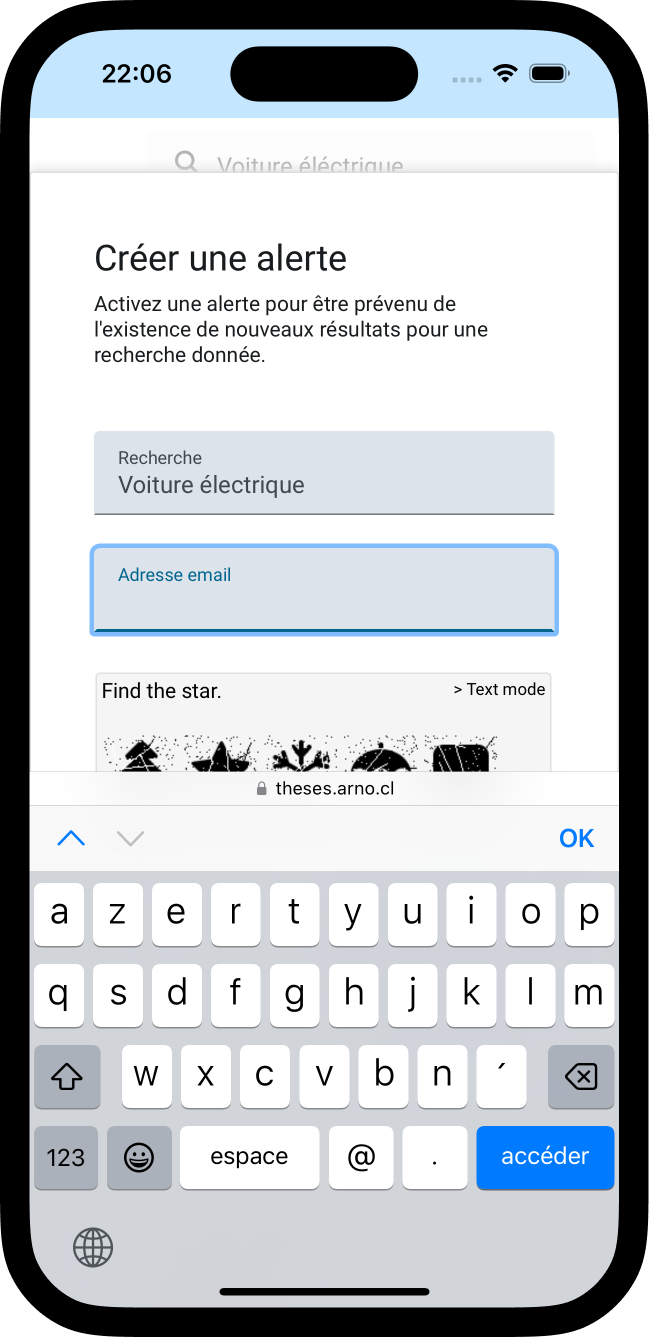 22:06
Voiture éléctrique
Créer une alerte
Activez une alerte pour être prévenu de
l'existence de nouveaux résultats pour une
recherche donnée.
Recherche
Voiture électrique
Adresse email
Find the star.
> Text mode
theses.arno.cl
OK
a z e r t y u i o p
q s d f g h j k l m
w x c v b n ´
123 espace @ . accéder